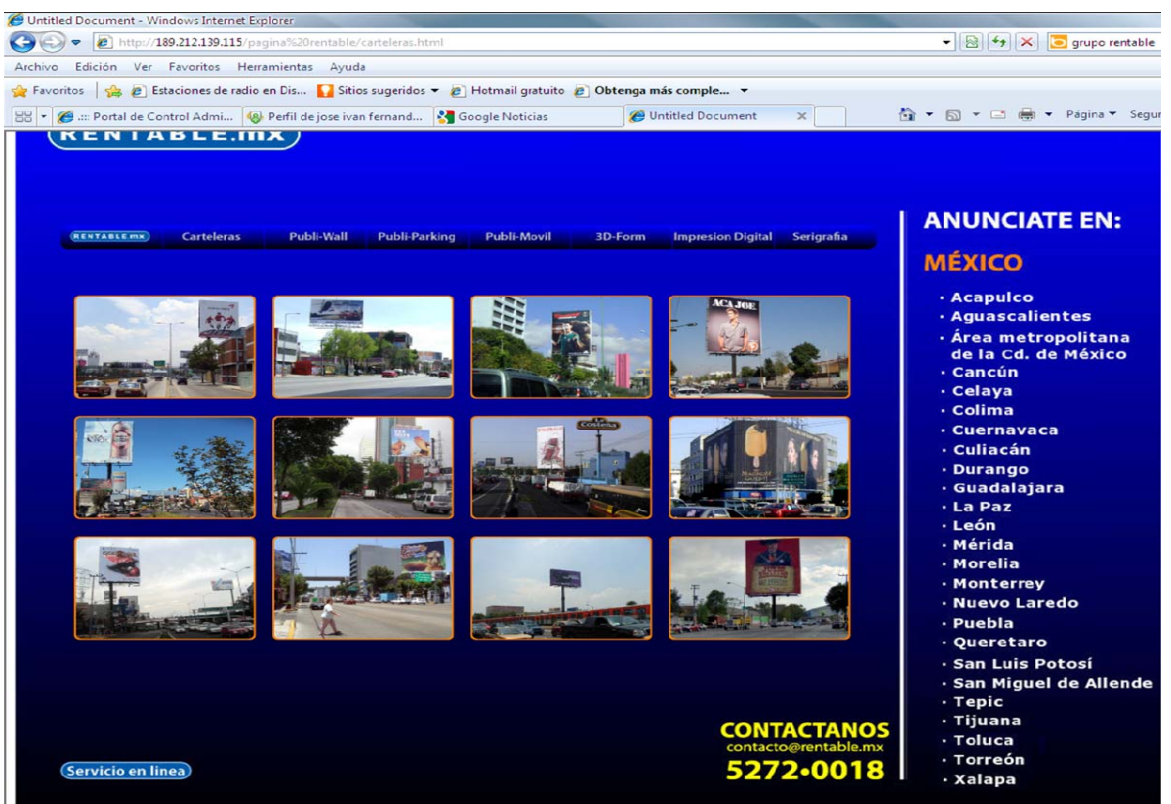 Untitled Document - Windows Internet Explorer
http://189.212.139.115/pagina%20rentable/carteleras.html
grupo rentable
Archivo Edición Ver Favoritos Herramientas Ayuda
Favoritos Estaciones de radio en Dis... Sitios sugeridos Hotmail gratuito Obtenga más comple...
.::: Portal de Control Admi... Perfil de jose ivan fernand... Google Noticias Untitled Document Página Segur
RENTABLE.mx
RENTABLE.mx Carteleras Publi-Wall Publi-Parking Publi-Movil 3D-Form Impresion Digital Serigrafia
ACA JOE
La Costeña
MAGNUM
CONTACTANOS
contacto@rentable.mx
5272•0018
Servicio en linea
ANUNCIATE EN:
MÉXICO
· Acapulco
· Aguascalientes
· Área metropolitana
de la Cd. de México
· Cancún
· Celaya
· Colima
· Cuernavaca
· Culiacán
· Durango
· Guadalajara
· La Paz
· León
· Mérida
· Morelia
· Monterrey
· Nuevo Laredo
· Puebla
· Queretaro
· San Luis Potosí
· San Miguel de Allende
· Tepic
· Tijuana
· Toluca
· Torreón
· Xalapa